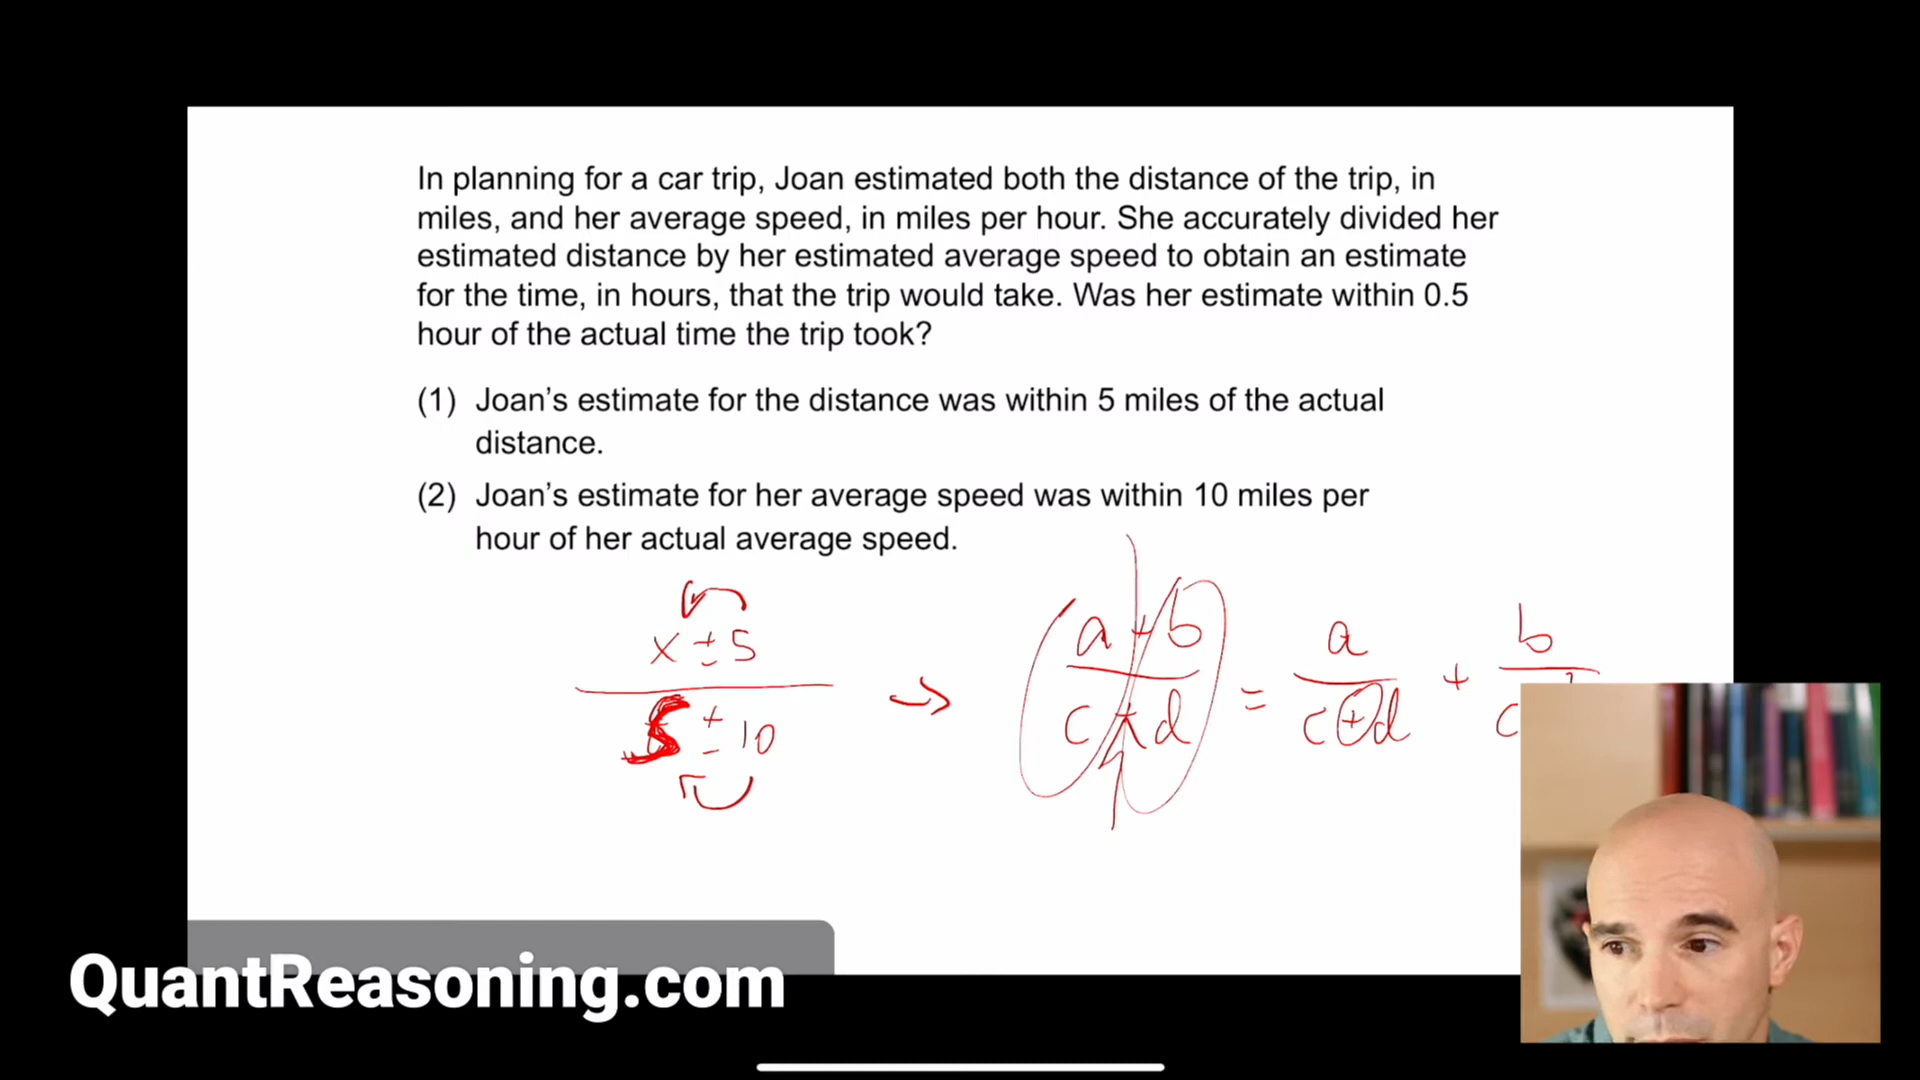 In planning for a car trip, Joan estimated both the distance of the trip, in
miles, and her average speed, in miles per hour. She accurately divided her
estimated distance by her estimated average speed to obtain an estimate
for the time, in hours, that the trip would take. Was her estimate within 0.5
hour of the actual time the trip took?
(1) Joan’s estimate for the distance was within 5 miles of the actual
distance.
(2) Joan’s estimate for her average speed was within 10 miles per
hour of her actual average speed.
x ± 5
S ± 10
→
a + b
c + d
=
a
c + d
+
b
c
QuantReasoning.com